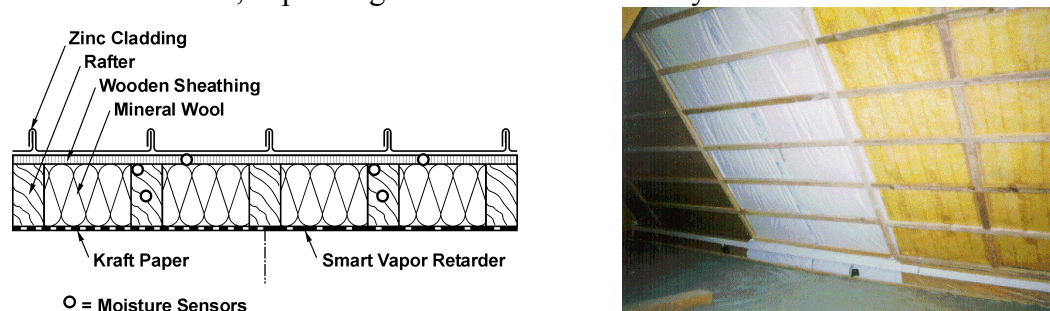 Zinc Cladding
Rafter
Wooden Sheathing
Mineral Wool
Kraft Paper
Smart Vapor Retarder
= Moisture Sensors